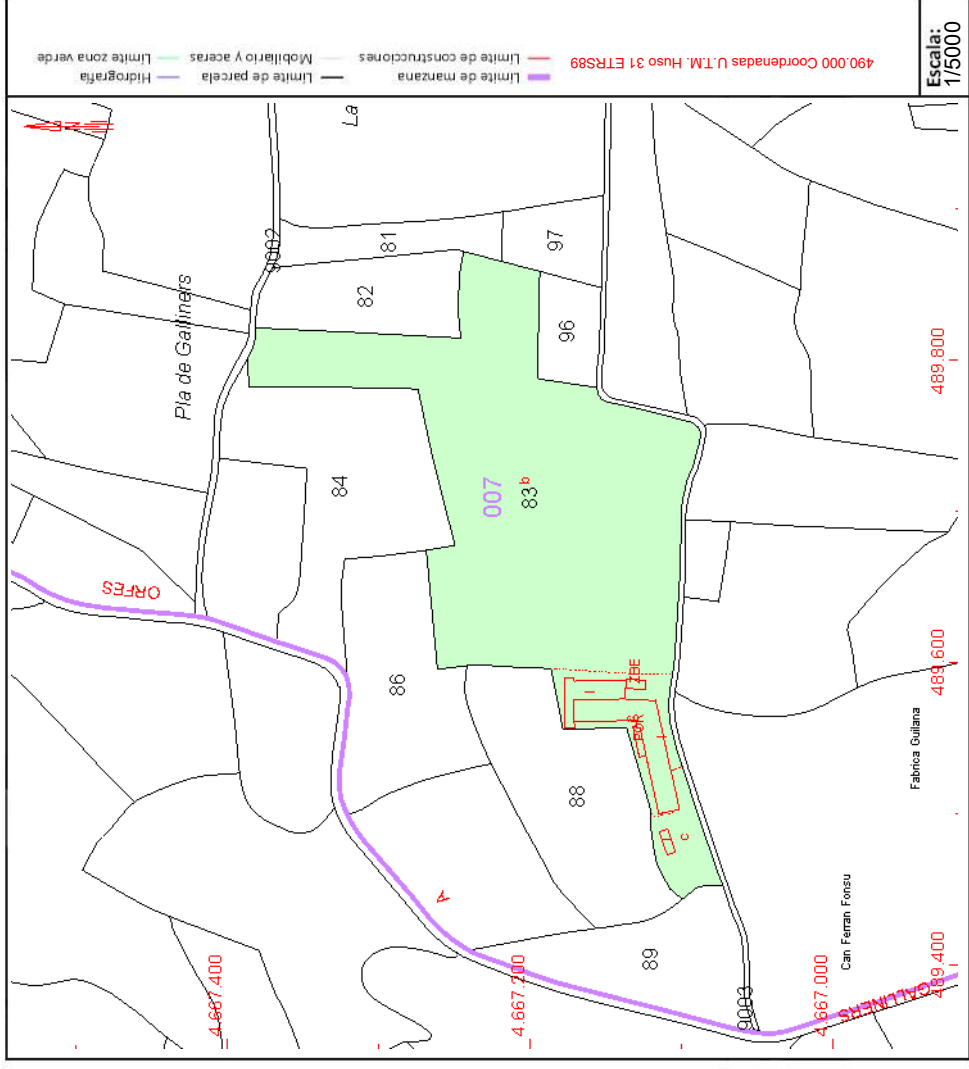 Límite de manzana
Límite de construcciones
Límite de parcela
Mobiliario y aceras
Hidrografía
Límite zona verde
490.000 Coordenadas U.T.M. Huso 31 ETRS89
Escala:
1/5000
La
Pla de Galliners
9002
81
82
97
96
84
007
83
b
ORFES
86
88
I
ZBE
POR
I
c
A
89
9003
GALLINERS
Fabrica Guilana
Can Ferran Fonsu
4.667.400
4.667.200
4.667.000
489.800
489.600
489.400